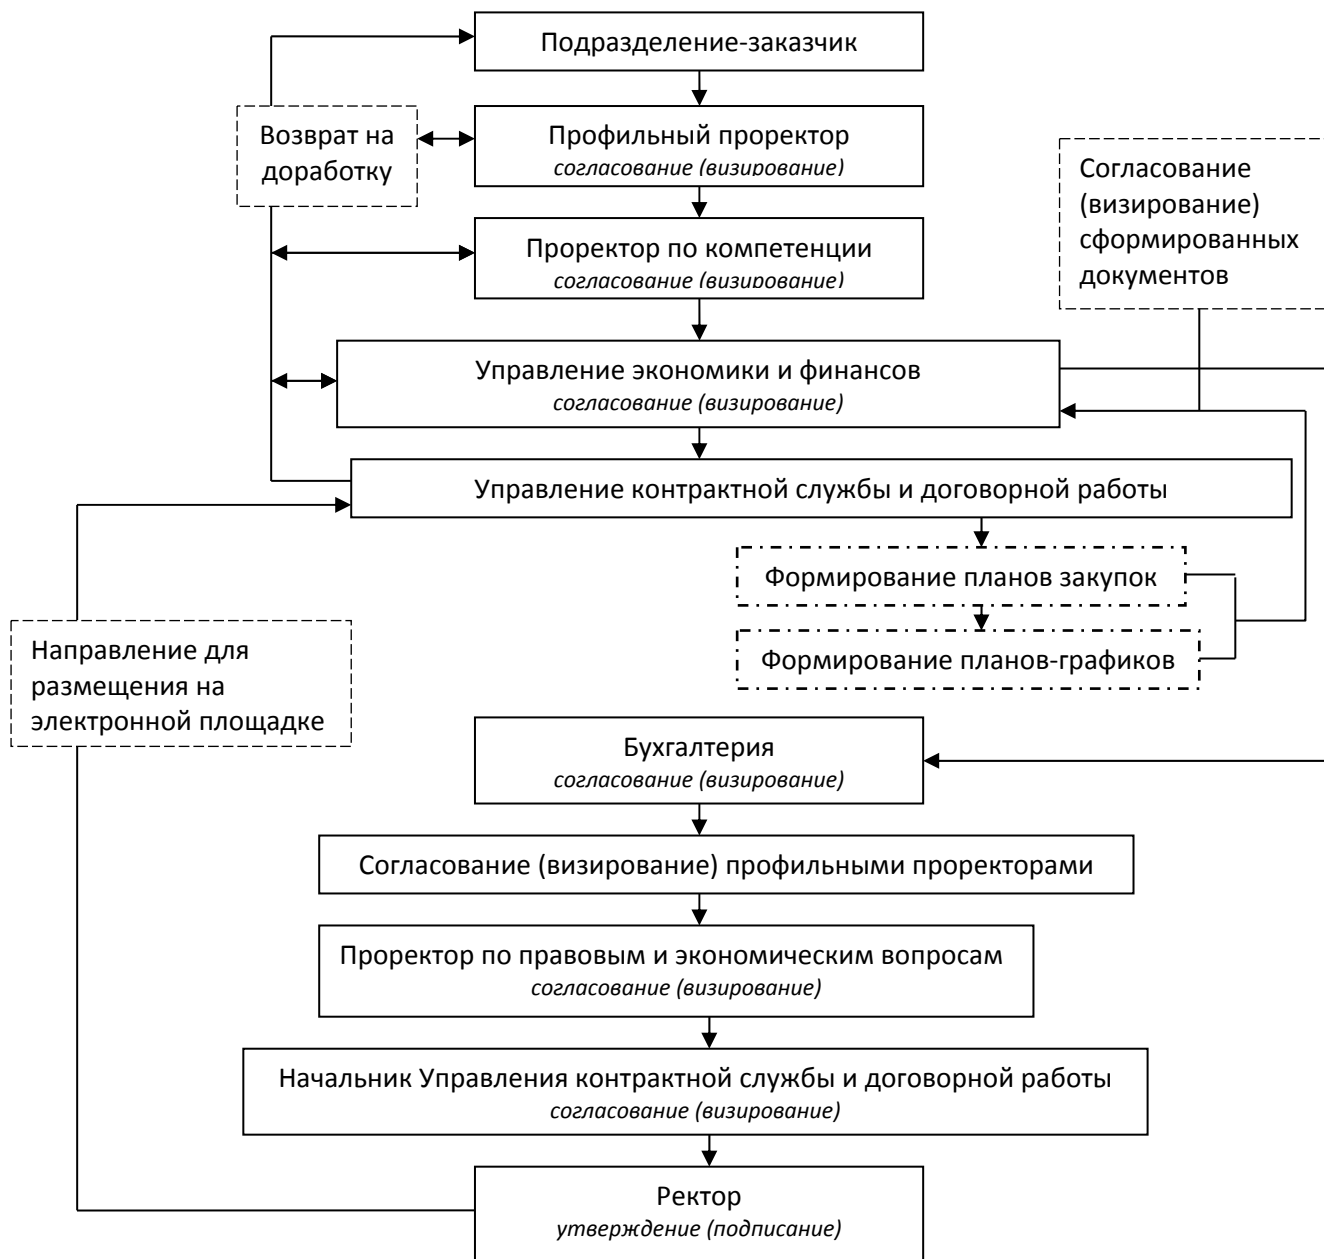 Подразделение-заказчик
Профильный проректор
согласование (визирование)
Возврат на
доработку
Согласование
(визирование)
сформированных
документов
Проректор по компетенции
согласование (визирование)
Управление экономики и финансов
согласование (визирование)
Управление контрактной службы и договорной работы
Формирование планов закупок
Формирование планов-графиков
Направление для
размещения на
электронной площадке
Бухгалтерия
согласование (визирование)
Согласование (визирование) профильными проректорами
Проректор по правовым и экономическим вопросам
согласование (визирование)
Начальник Управления контрактной службы и договорной работы
согласование (визирование)
Ректор
утверждение (подписание)